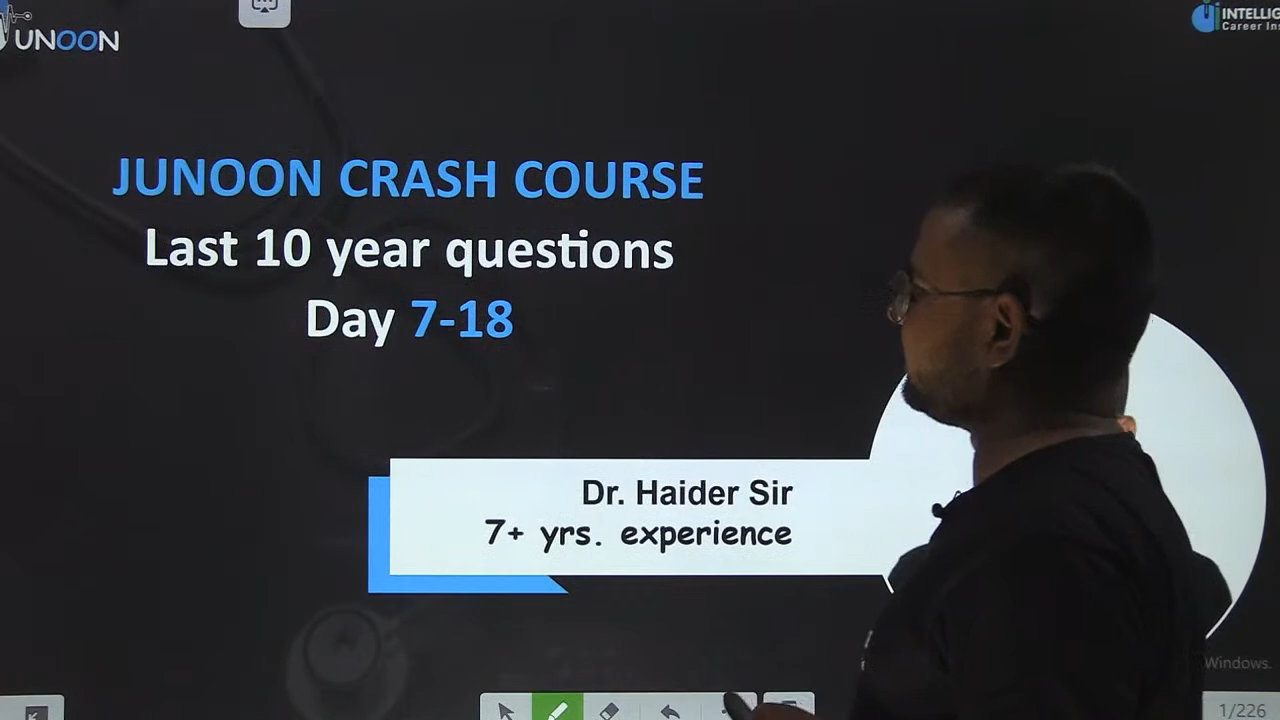 UNOON
INTELLIG
Career Ins
JUNOON CRASH COURSE
Last 10 year questions
Day 7-18
Dr. Haider Sir
7+ yrs. experience
Windows.
1/226